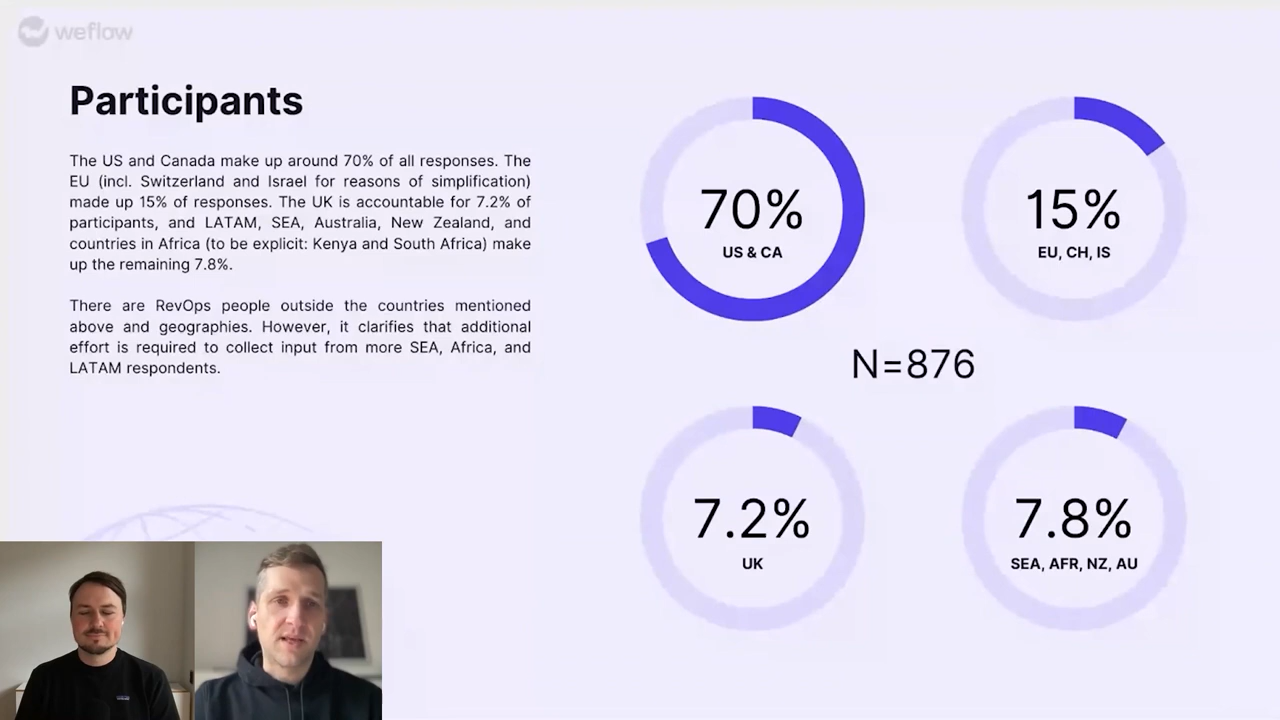 weflow
Participants
The US and Canada make up around 70% of all responses. The
EU (incl. Switzerland and Israel for reasons of simplification)
made up 15% of responses. The UK is accountable for 7.2% of
participants, and LATAM, SEA, Australia, New Zealand, and
countries in Africa (to be explicit: Kenya and South Africa) make
up the remaining 7.8%.
There are RevOps people outside the countries mentioned
above and geographies. However, it clarifies that additional
effort is required to collect input from more SEA, Africa, and
LATAM respondents.
70%
US & CA
15%
EU, CH, IS
N=876
7.2%
UK
7.8%
SEA, AFR, NZ, AU